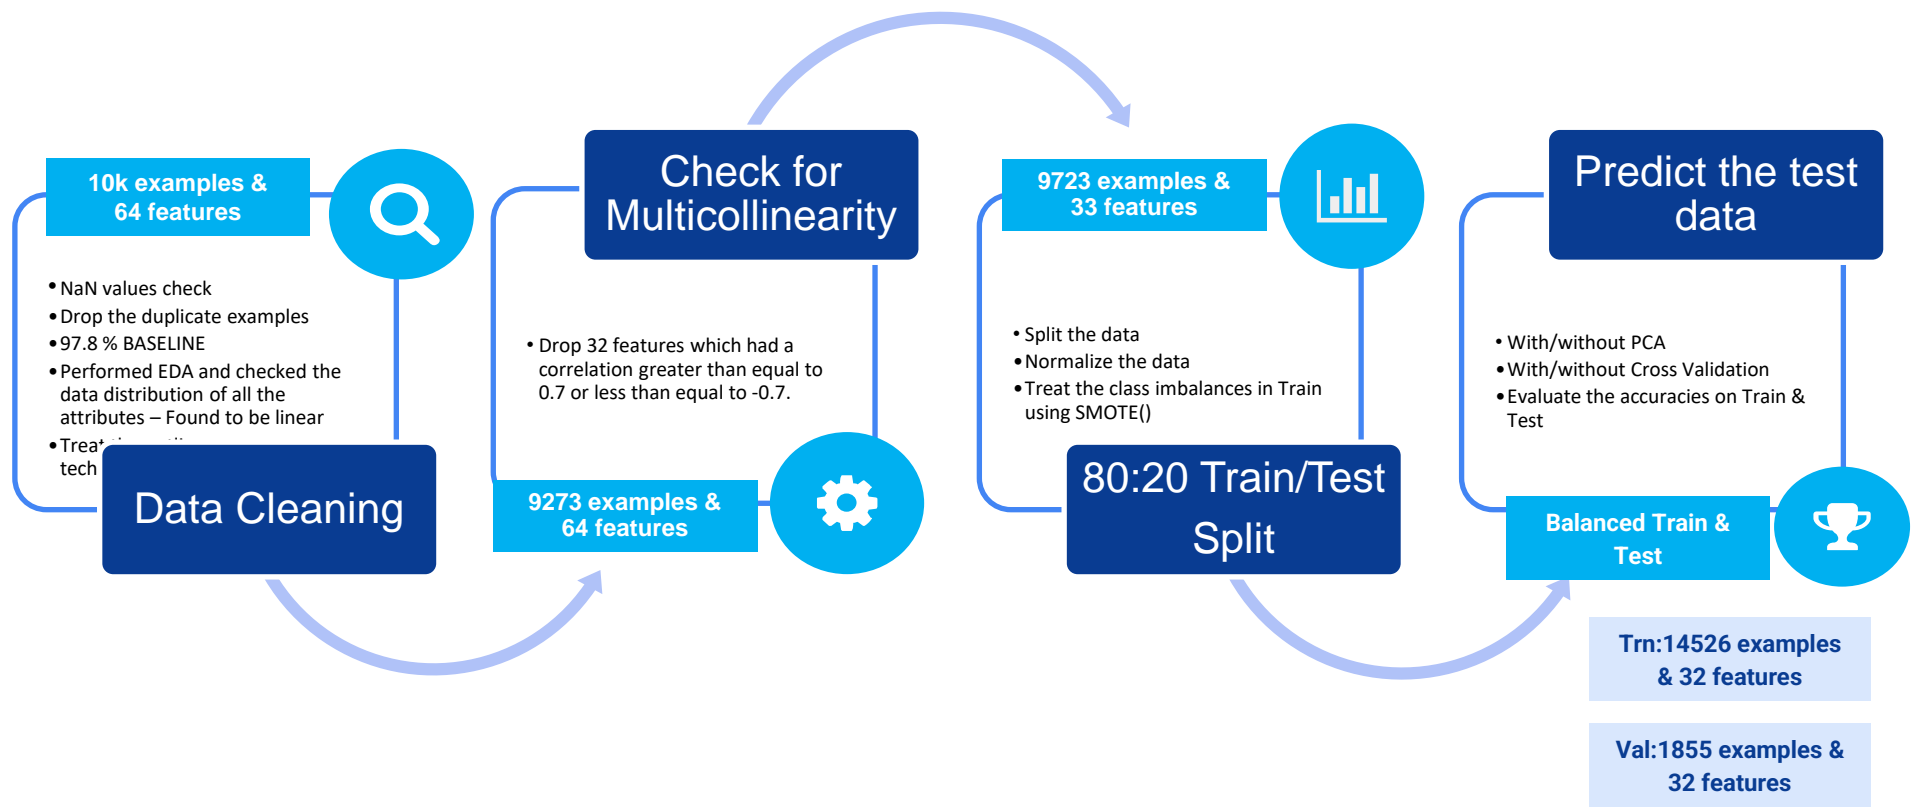 10k examples &
64 features
• NaN values check
• Drop the duplicate examples
• 97.8 % BASELINE
• Performed EDA and checked the
data distribution of all the
attributes – Found to be linear
• Treat
tech
Data Cleaning
Check for
Multicollinearity
• Drop 32 features which had a
correlation greater than equal to
0.7 or less than equal to -0.7.
9273 examples &
64 features
9723 examples &
33 features
• Split the data
• Normalize the data
• Treat the class imbalances in Train
using SMOTE()
80:20 Train/Test
Split
Predict the test
data
• With/without PCA
• With/without Cross Validation
• Evaluate the accuracies on Train &
Test
Balanced Train &
Test
Trn:14526 examples
& 32 features
Val:1855 examples &
32 features